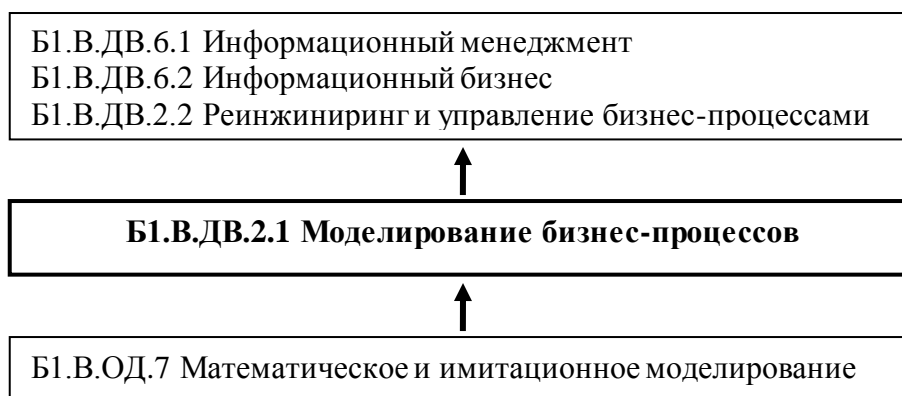 Б1.В.ДВ.6.1 Информационный менеджмент
Б1.В.ДВ.6.2 Информационный бизнес
Б1.В.ДВ.2.2 Реинжиниринг и управление бизнес-процессами
Б1.В.ДВ.2.1 Моделирование бизнес-процессов
Б1.В.ОД.7 Математическое и имитационное моделирование